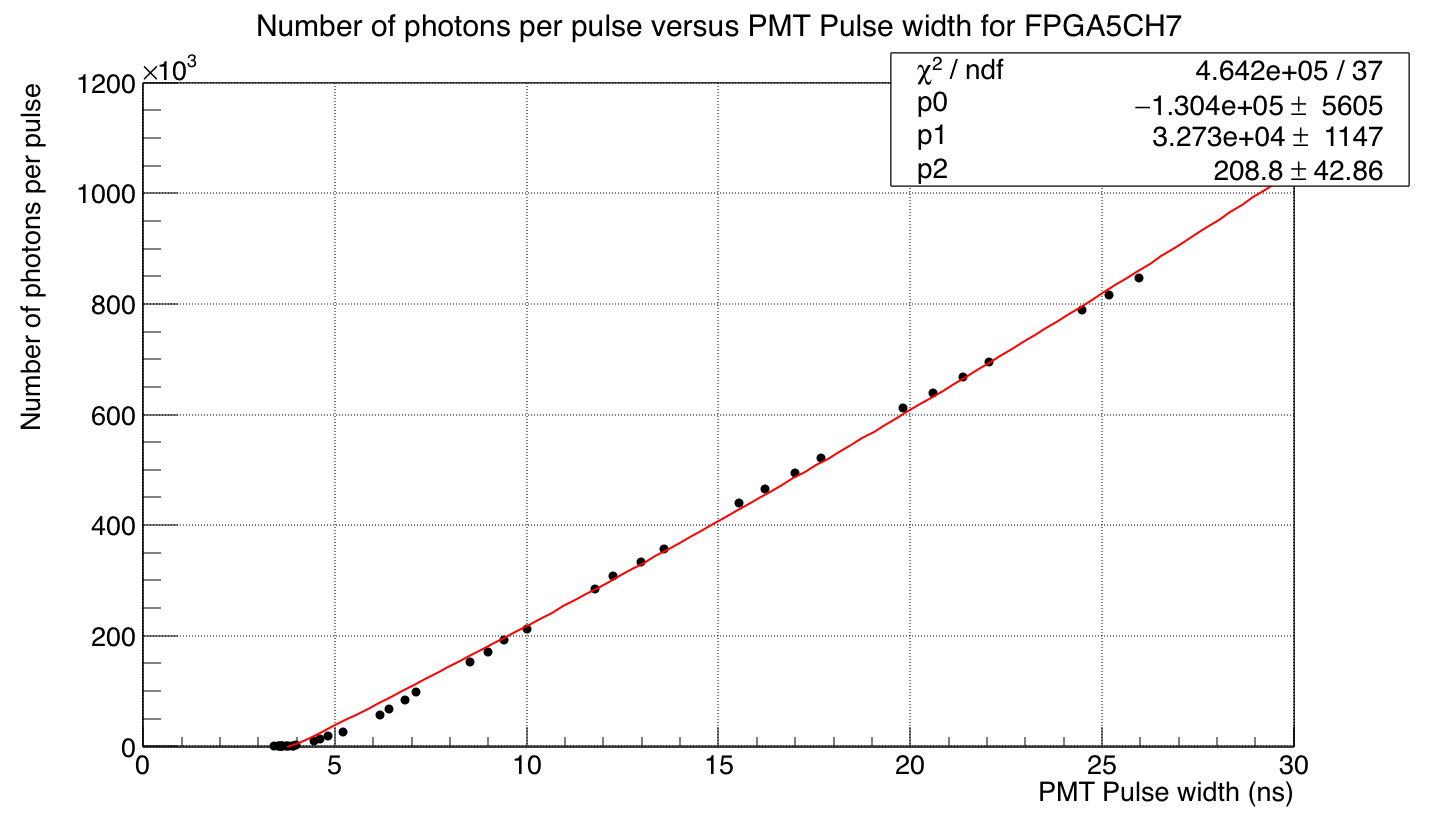 Number of photons per pulse versus PMT Pulse width for FPGA5CH7
×10³
χ² / ndf 4.642e+05 / 37
p0 −1.304e+05 ± 5605
p1 3.273e+04 ± 1147
p2 208.8 ± 42.86
Number of photons per pulse
1200
1000
800
600
400
200
0
0 5 10 15 20 25 30
PMT Pulse width (ns)